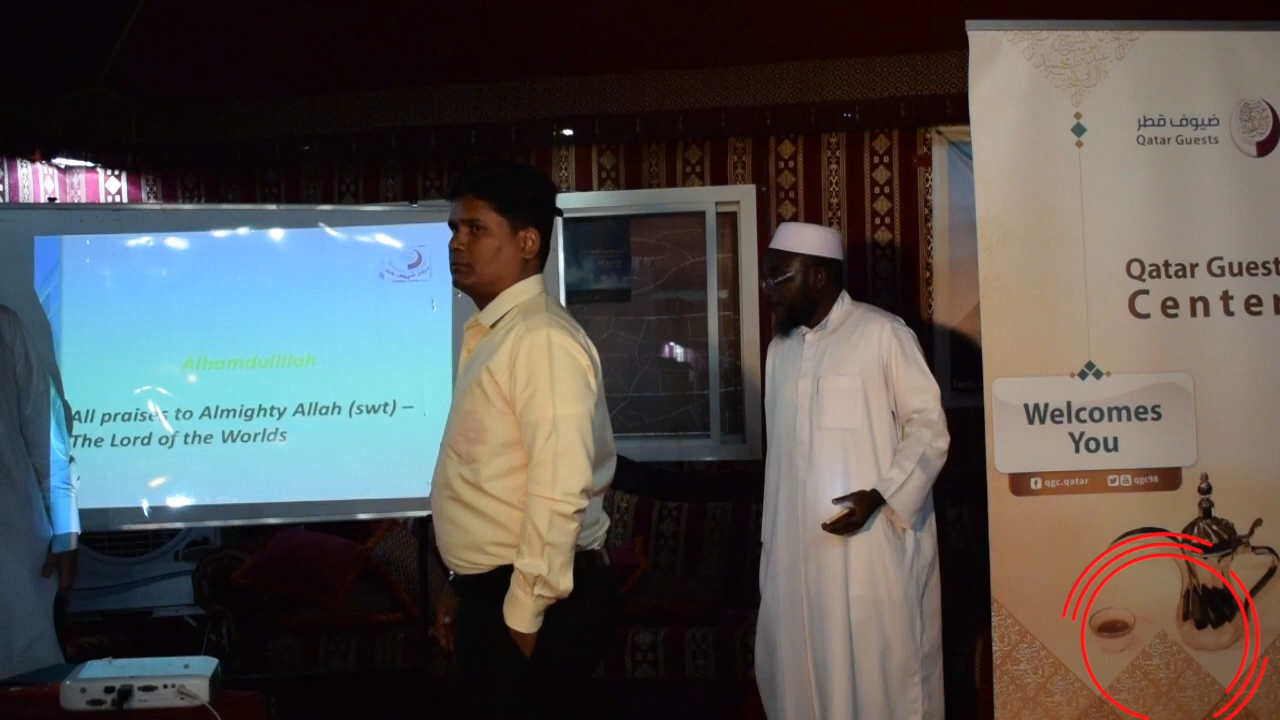 Alhamdulillah
All praises to Almighty Allah (swt) –
The Lord of the Worlds
ضيوف قطر
Qatar Guests
Qatar Guest
Center
Welcomes
You
qgc.qatar qgc98